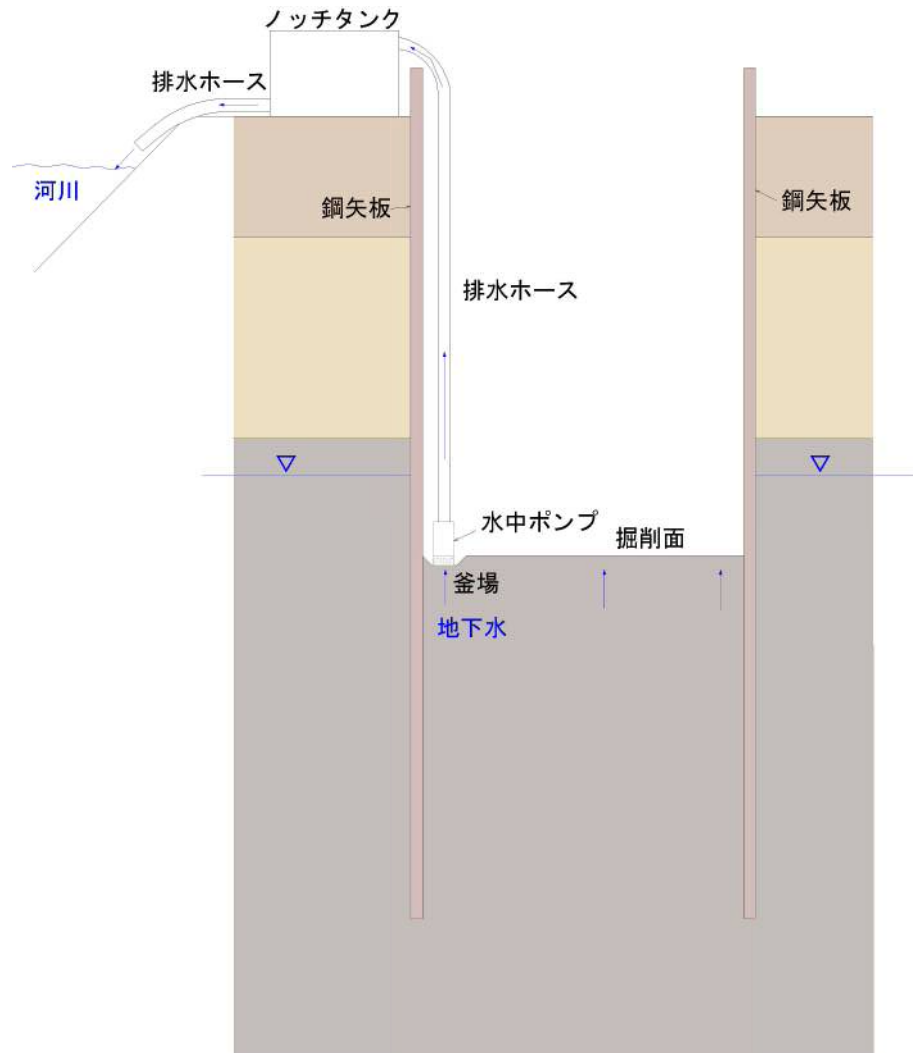 ノッチタンク
排水ホース
河川
鋼矢板
鋼矢板
排水ホース
水中ポンプ
掘削面
釜場
地下水